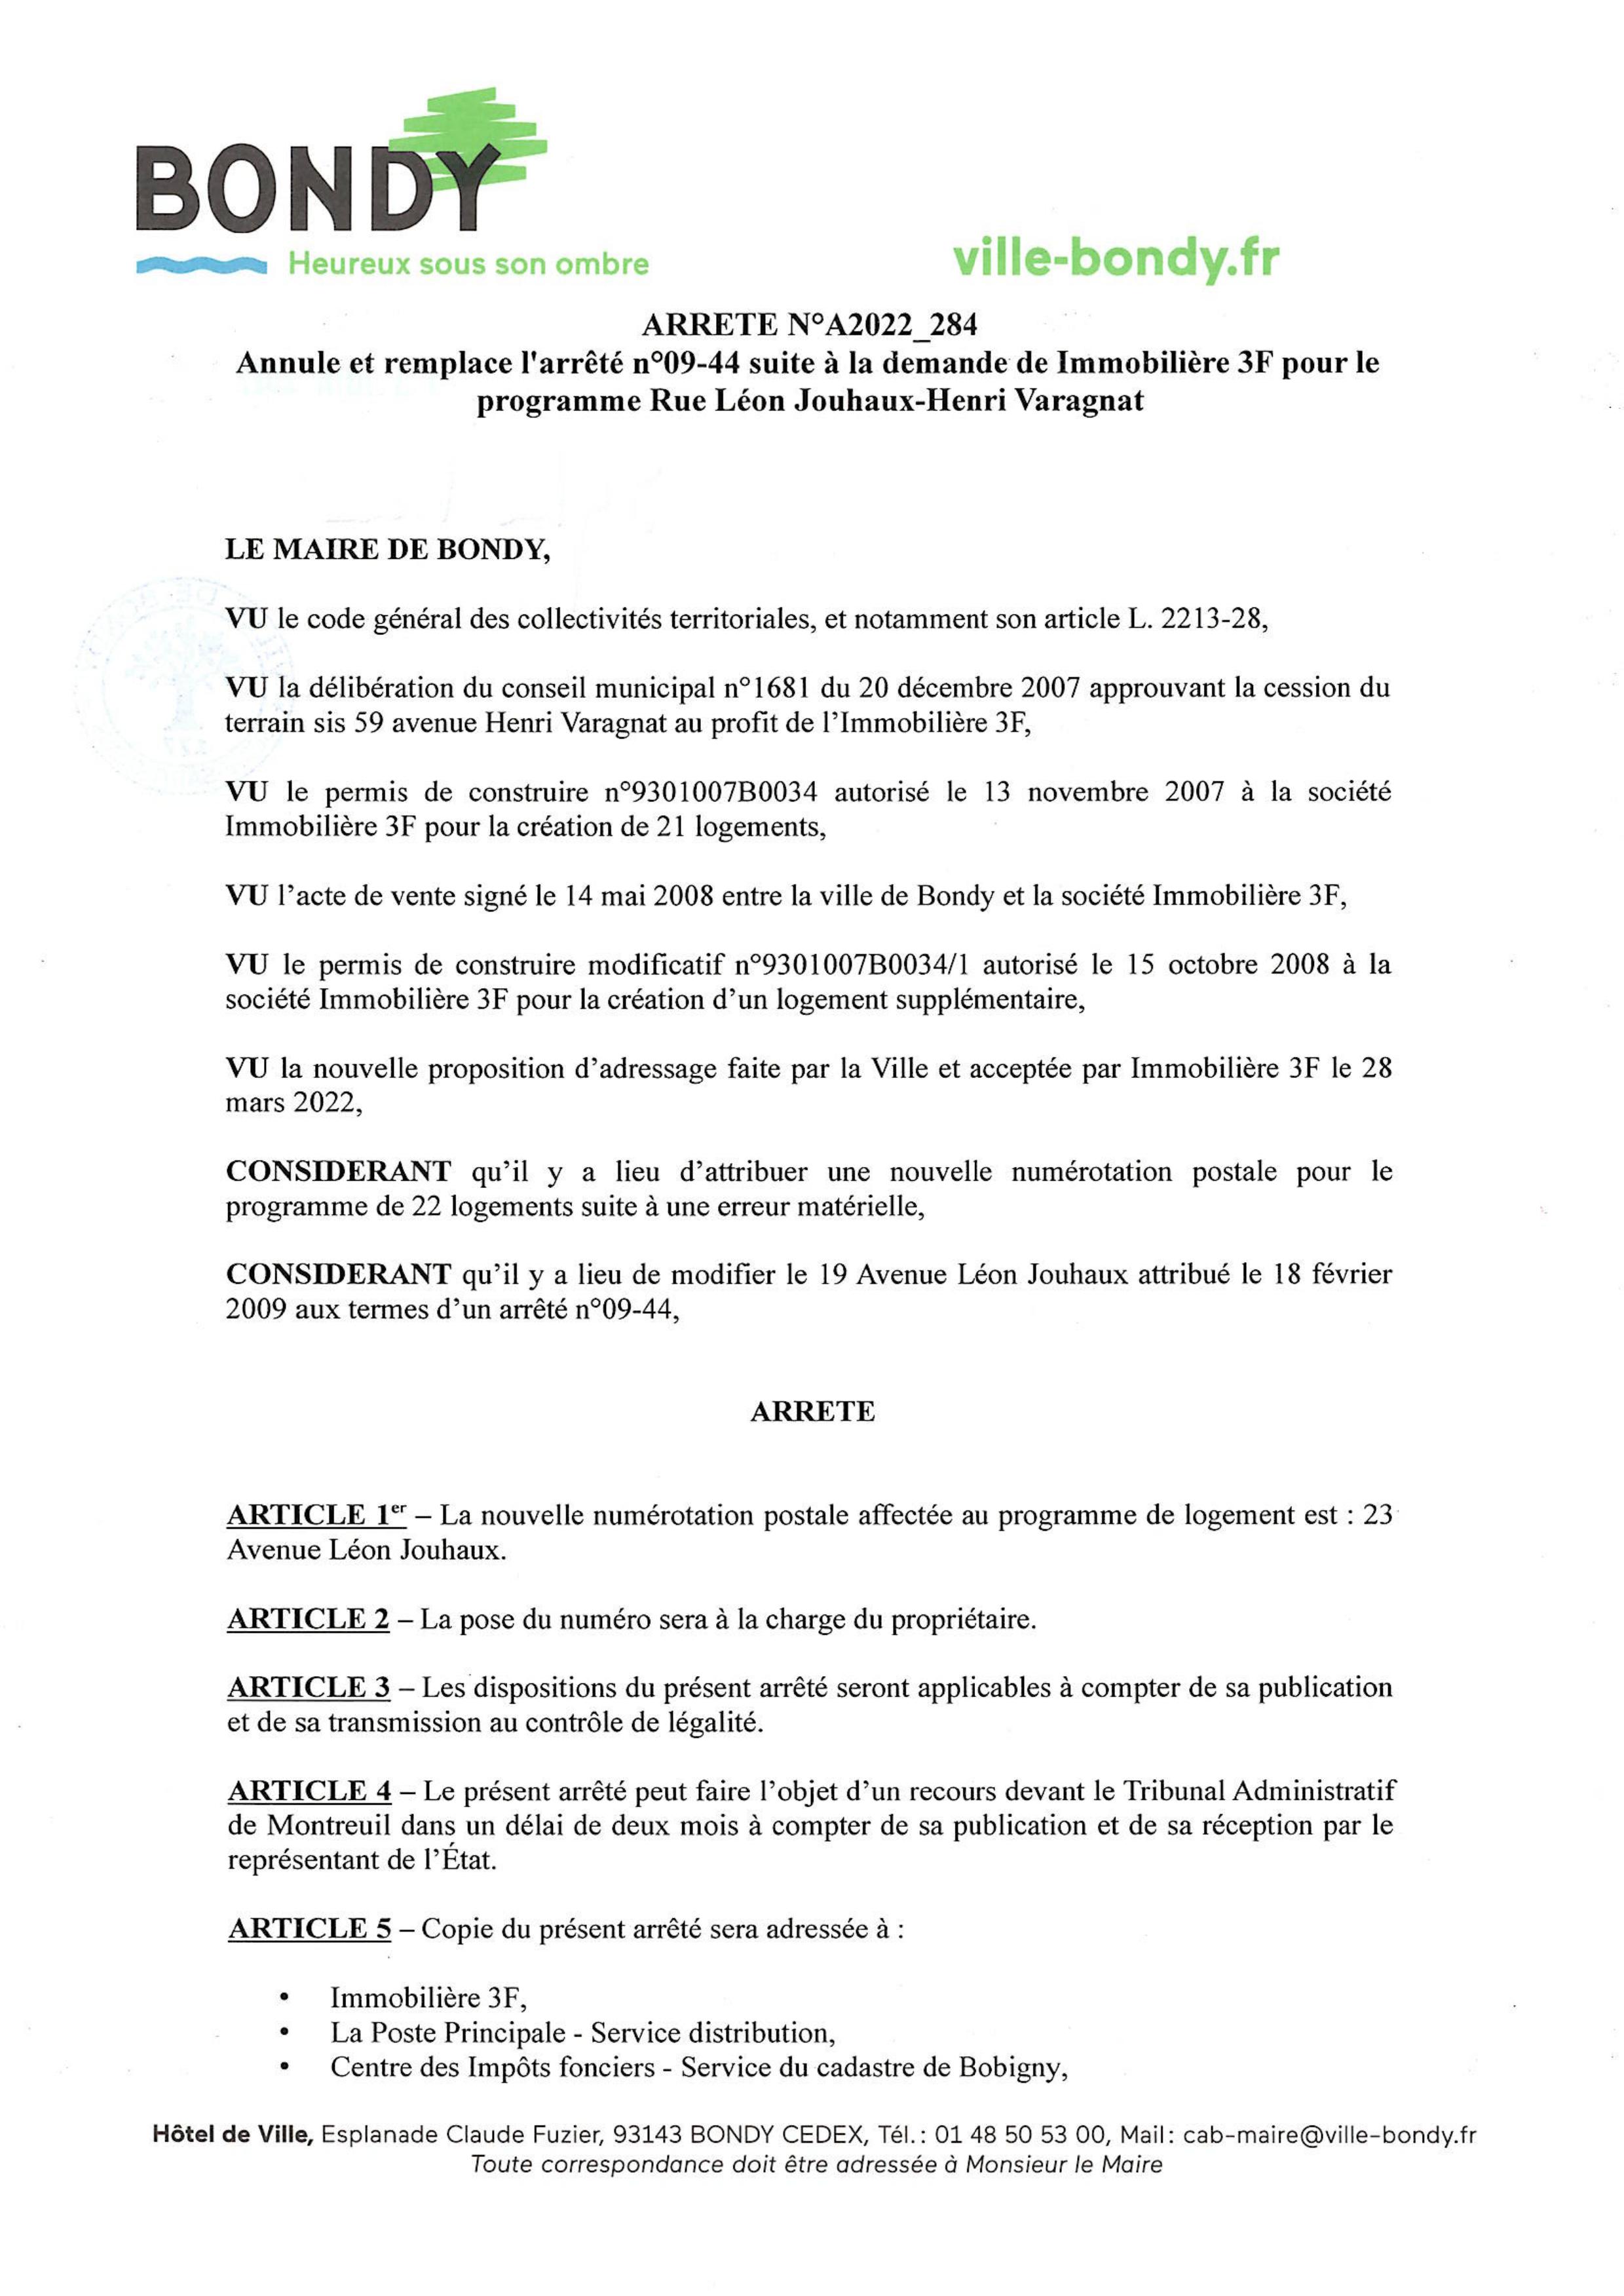 BONDY
Heureux sous son ombre
ville-bondy.fr
ARRETE N°A2022_284
Annule et remplace l'arrêté n°09-44 suite à la demande de Immobilière 3F pour le
programme Rue Léon Jouhaux-Henri Varagnat
LE MAIRE DE BONDY,
VU le code général des collectivités territoriales, et notamment son article L. 2213-28,
VU la délibération du conseil municipal n°1681 du 20 décembre 2007 approuvant la cession du
terrain sis 59 avenue Henri Varagnat au profit de l’Immobilière 3F,
VU le permis de construire n°9301007B0034 autorisé le 13 novembre 2007 à la société
Immobilière 3F pour la création de 21 logements,
VU l’acte de vente signé le 14 mai 2008 entre la ville de Bondy et la société Immobilière 3F,
VU le permis de construire modificatif n°9301007B0034/1 autorisé le 15 octobre 2008 à la
société Immobilière 3F pour la création d’un logement supplémentaire,
VU la nouvelle proposition d’adressage faite par la Ville et acceptée par Immobilière 3F le 28
mars 2022,
CONSIDERANT qu’il y a lieu d’attribuer une nouvelle numérotation postale pour le
programme de 22 logements suite à une erreur matérielle,
CONSIDERANT qu’il y a lieu de modifier le 19 Avenue Léon Jouhaux attribué le 18 février
2009 aux termes d’un arrêté n°09-44,
ARRETE
ARTICLE 1er – La nouvelle numérotation postale affectée au programme de logement est : 23
Avenue Léon Jouhaux.
ARTICLE 2 – La pose du numéro sera à la charge du propriétaire.
ARTICLE 3 – Les dispositions du présent arrêté seront applicables à compter de sa publication
et de sa transmission au contrôle de légalité.
ARTICLE 4 – Le présent arrêté peut faire l’objet d’un recours devant le Tribunal Administratif
de Montreuil dans un délai de deux mois à compter de sa publication et de sa réception par le
représentant de l’État.
ARTICLE 5 – Copie du présent arrêté sera adressée à :
• Immobilière 3F,
• La Poste Principale - Service distribution,
• Centre des Impôts fonciers - Service du cadastre de Bobigny,
Hôtel de Ville, Esplanade Claude Fuzier, 93143 BONDY CEDEX, Tél.: 01 48 50 53 00, Mail: cab-maire@ville-bondy.fr
Toute correspondance doit être adressée à Monsieur le Maire